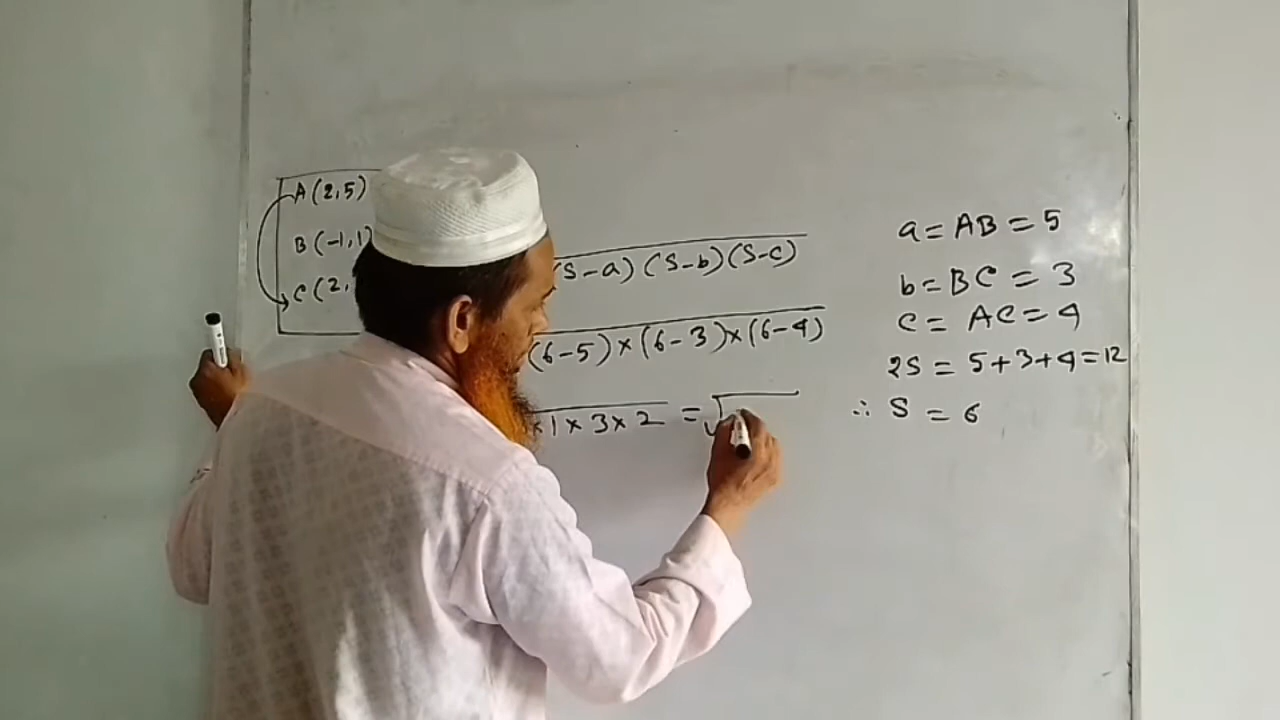 A(2,5)
B(-1,1)
C(2,
(S-a)(S-b)(S-c)
(6-5)×(6-3)×(6-4)
×1×3×2 = √
a = AB = 5
b = BC = 3
c = AC = 4
2S = 5+3+4=12
∴ S = 6